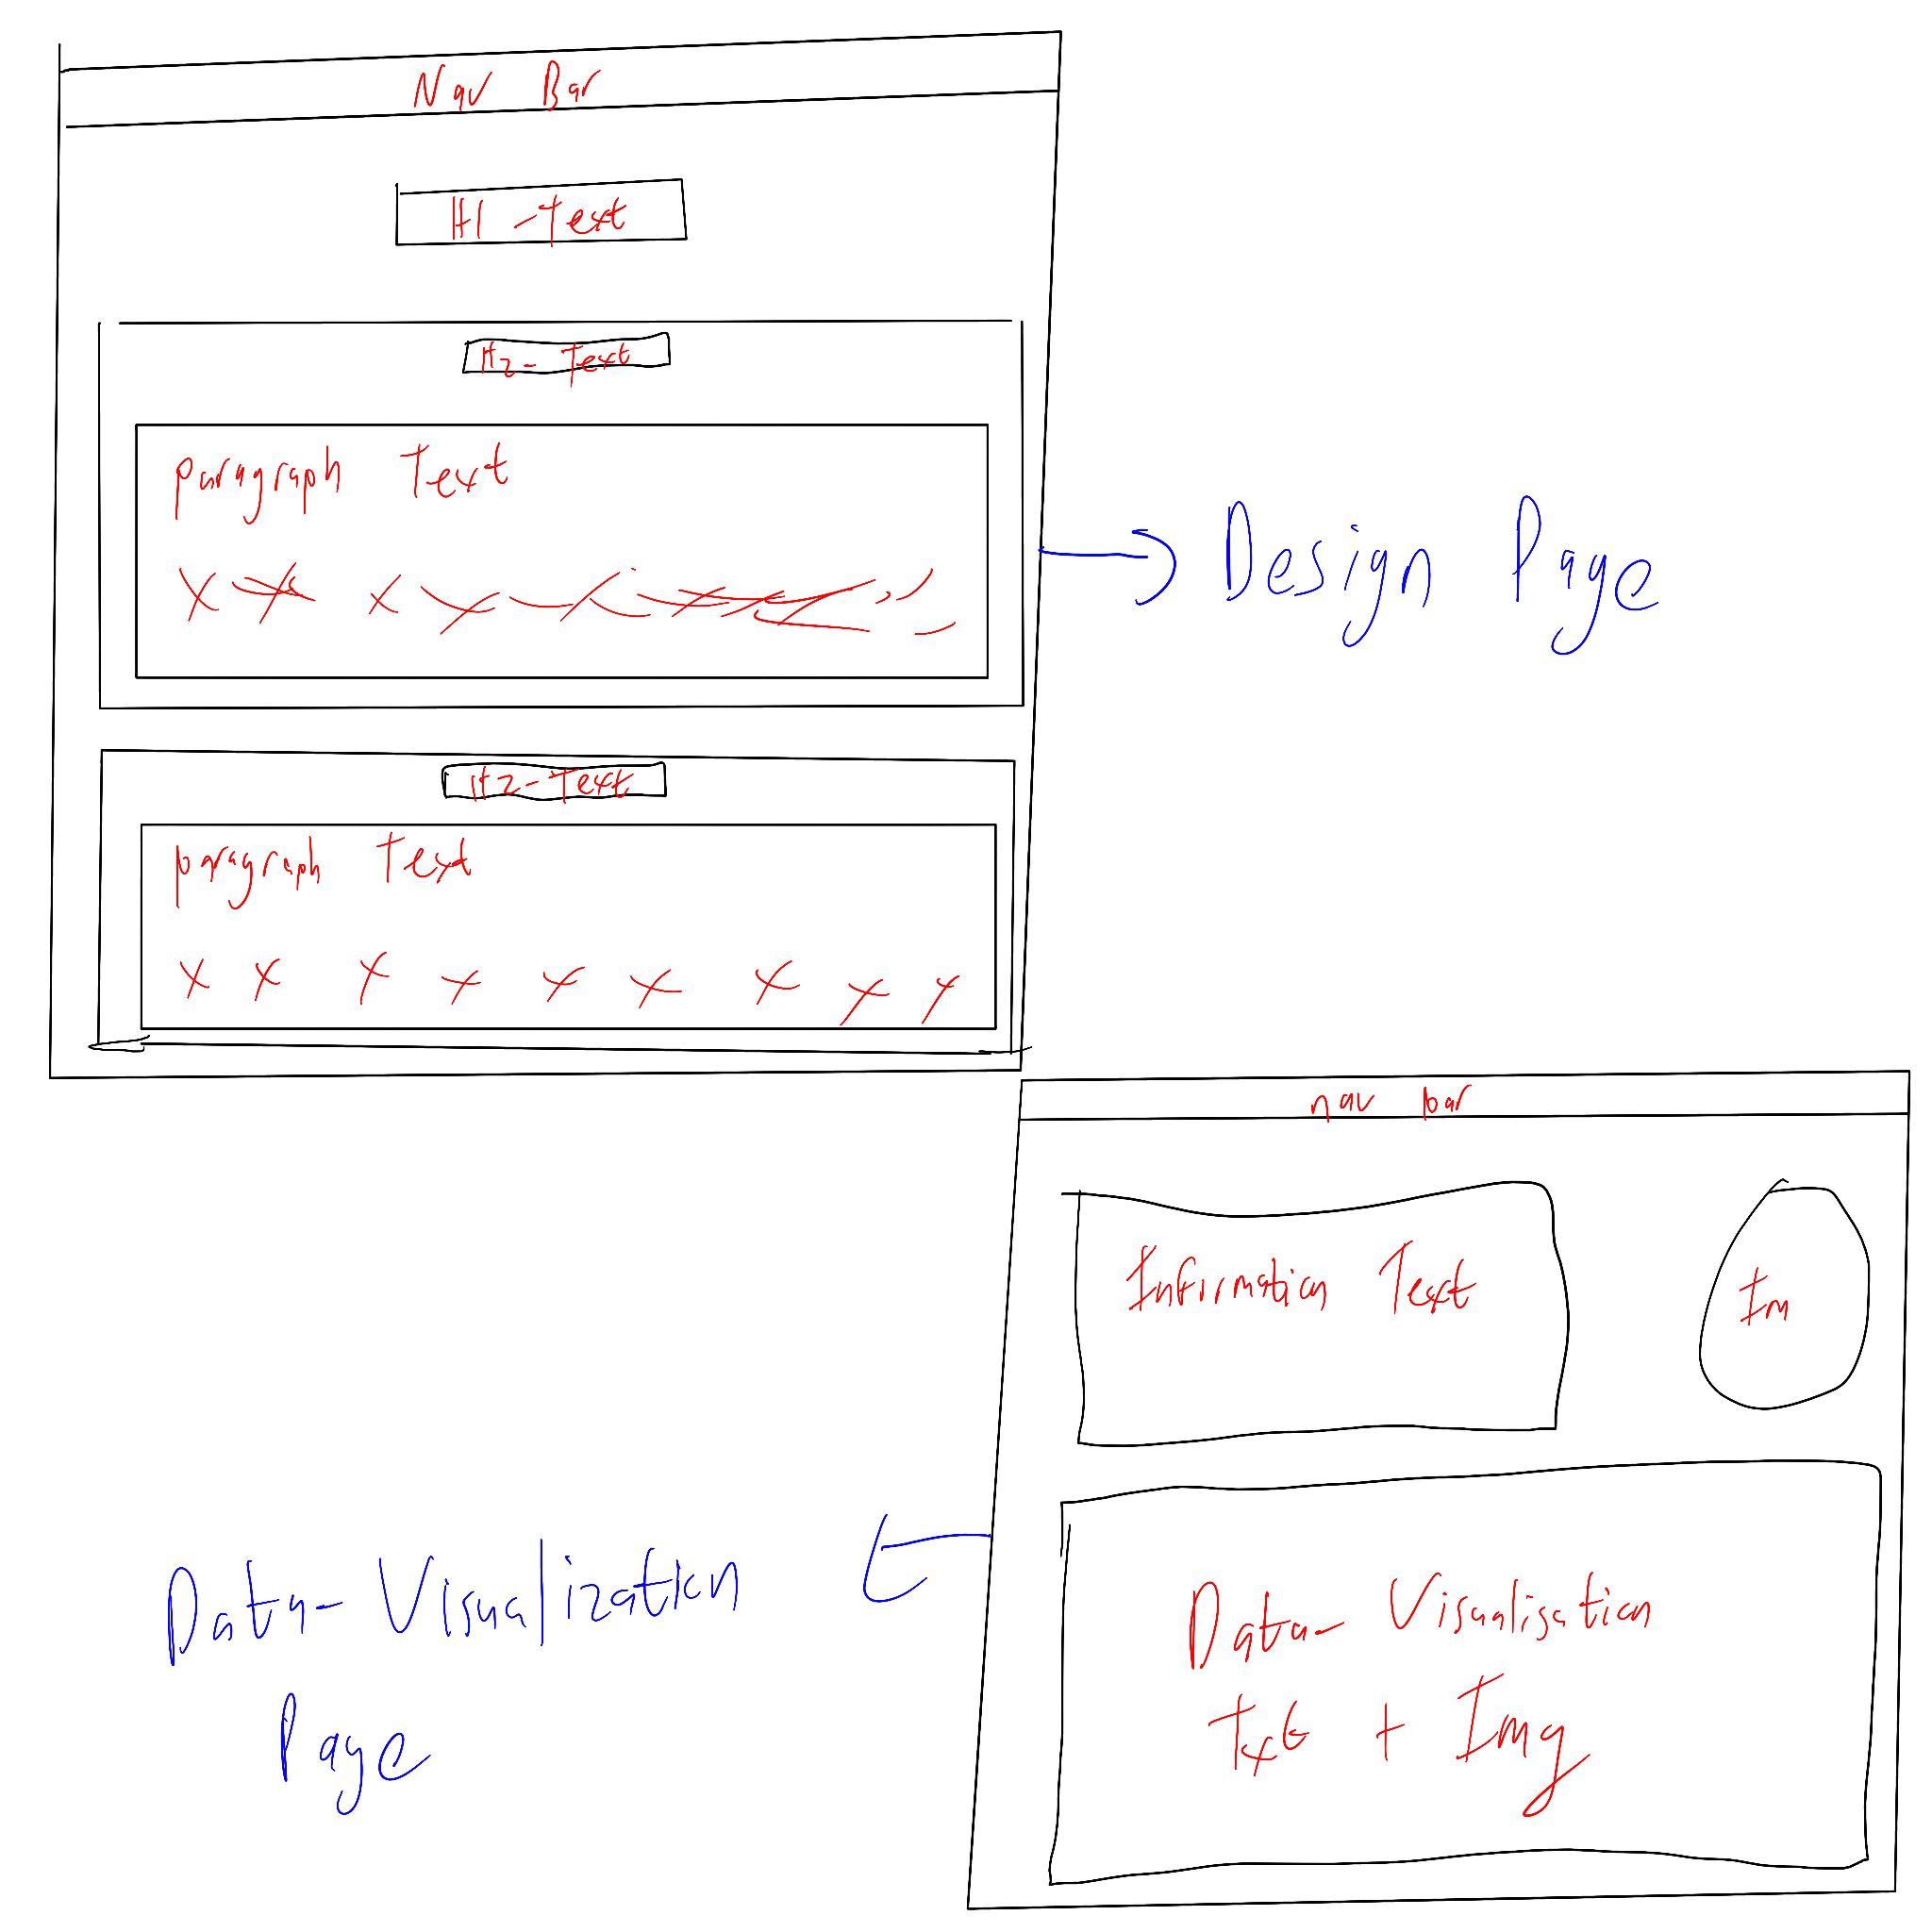 Nav Bar
H1 - Text
H2 - Text
paragraph Text
Design Page
H2 - Text
paragraph Text
nav bar
Information Text
Im
Data - Visualization
Page
Data - Visualisation
Txt + Img